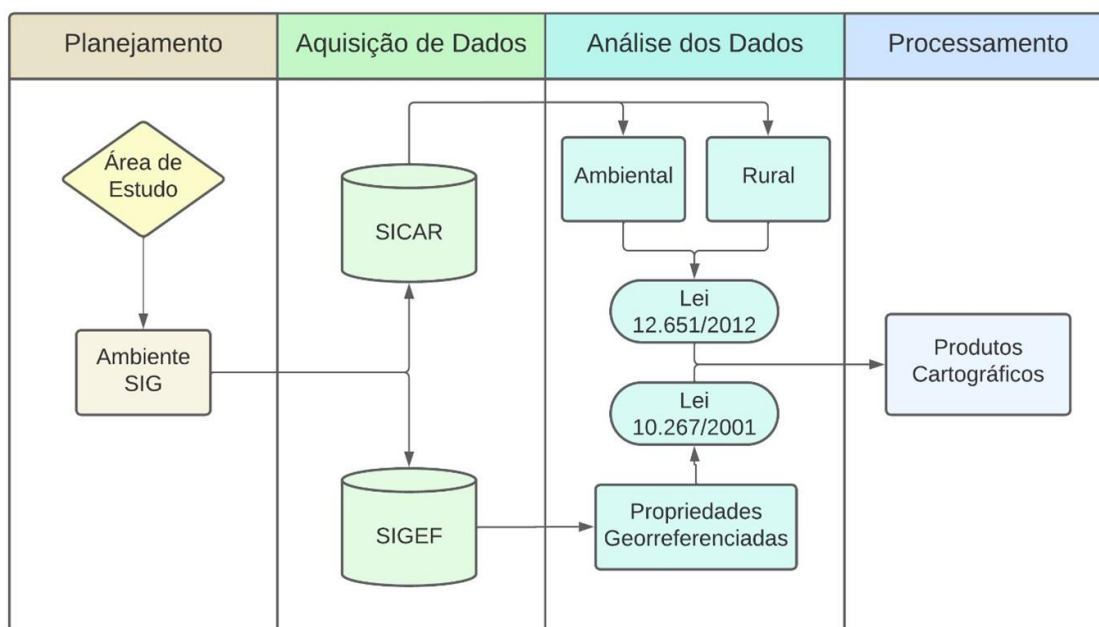 Planejamento
Aquisição de Dados
Análise dos Dados
Processamento
Área de
Estudo
Ambiente
SIG
SICAR
SIGEF
Ambiental
Rural
Lei
12.651/2012
Lei
10.267/2001
Propriedades
Georreferenciadas
Produtos
Cartográficos